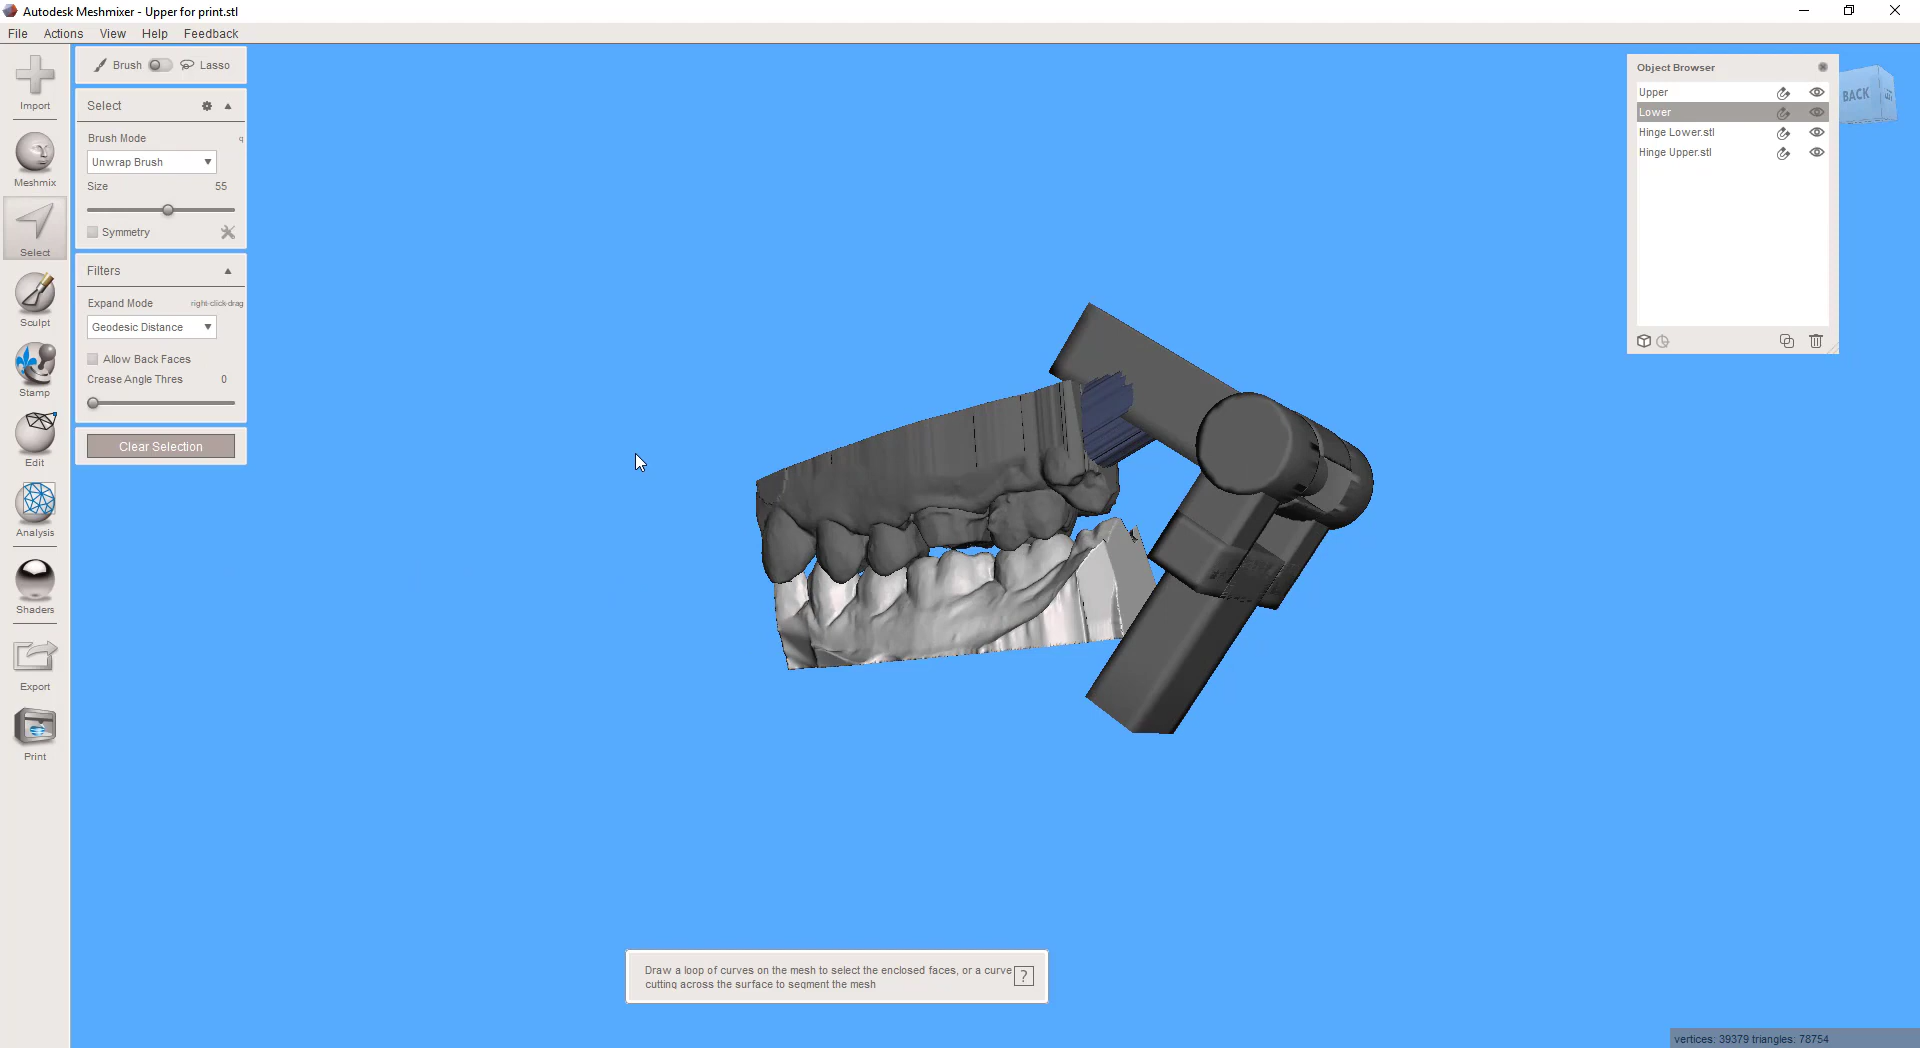 Autodesk Meshmixer - Upper for print.stl
File Actions View Help Feedback
Import
Meshmix
Select
Sculpt
Stamp
Edit
Analysis
Shaders
Export
Print
Brush Lasso
Select
Brush Mode q
Unwrap Brush
Size 55
Symmetry
Filters
Expand Mode right-click-drag
Geodesic Distance
Allow Back Faces
Crease Angle Thres 0
Clear Selection
Object Browser
Upper
Lower
Hinge Lower.stl
Hinge Upper.stl
BACK
Draw a loop of curves on the mesh to select the enclosed faces, or a curve
cutting across the surface to segment the mesh
?
vertices: 39379 triangles: 78754